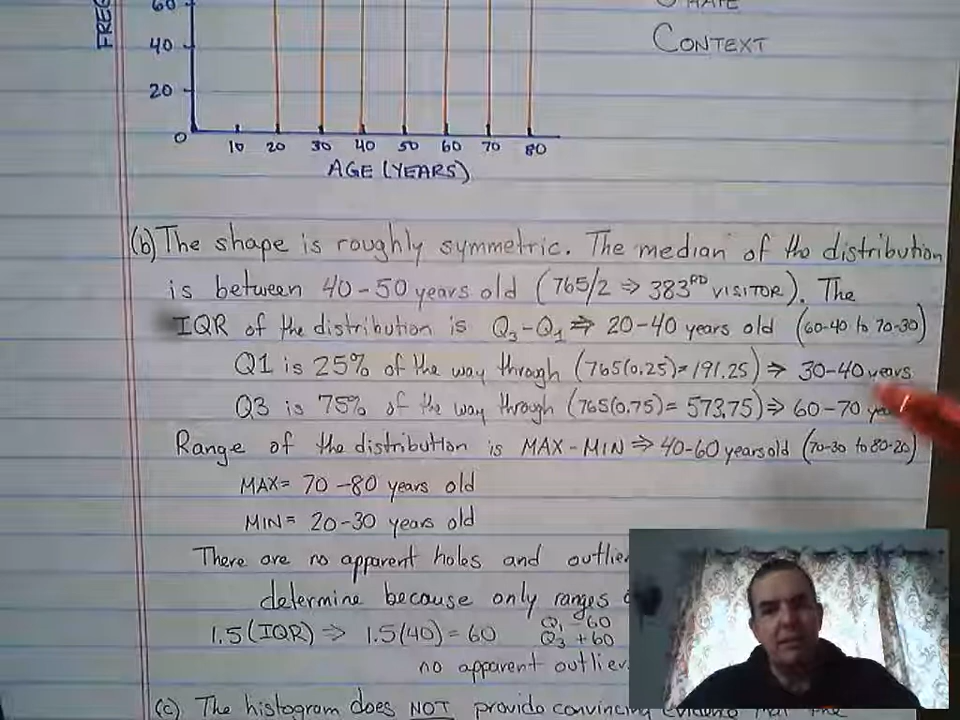 60
FREQ
40
CONTEXT
20
0
10 20 30 40 50 60 70 80
AGE (YEARS)
(b) The shape is roughly symmetric. The median of the distribution
is between 40-50 years old (765/2 ⇒ 383RD VISITOR). The
IQR of the distribution is Q3-Q1 ⇒ 20-40 years old (60-40 to 70-30)
Q1 is 25% of the way through (765(0.25)=191.25) ⇒ 30-40 years
Q3 is 75% of the way through (765(0.75)=573.75) ⇒ 60-70
Range of the distribution is MAX-MIN ⇒ 40-60 years old (70-30 to 80-20)
MAX= 70-80 years old
MIN= 20-30 years old
There are no apparent holes and
determine because only ranges
1.5(IQR) ⇒ 1.5(40)=60 Q1 -60
Q3 +60
no apparent
(c) The histogram does NOT provide convincing